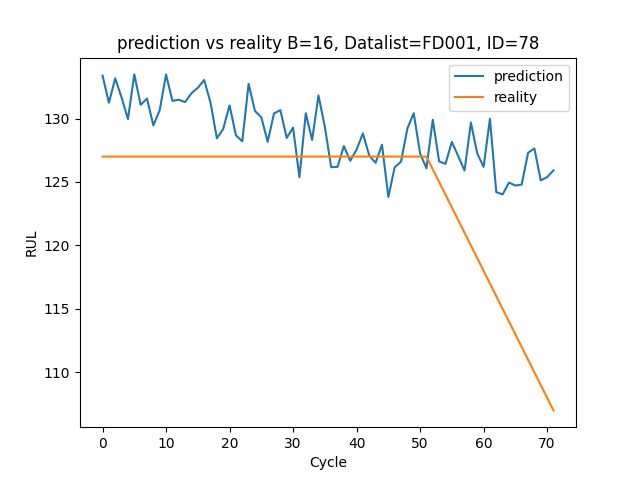 prediction vs reality B=16, Datalist=FD001, ID=78
prediction
reality
RUL
130
125
120
115
110
0 10 20 30 40 50 60 70
Cycle